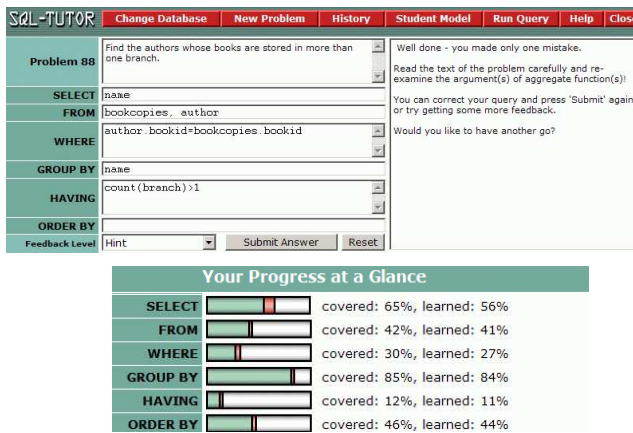 SQL-TUTOR Change Database New Problem History Student Model Run Query Help Close
Problem 88
Find the authors whose books are stored in more than
one branch.
SELECT name
FROM bookcopies, author
WHERE author.bookid=bookcopies.bookid
GROUP BY name
HAVING count(branch)>1
ORDER BY
Feedback Level Hint Submit Answer Reset
Well done - you made only one mistake.
Read the text of the problem carefully and re-
examine the argument(s) of aggregate function(s)!
You can correct your query and press 'Submit' again
or try getting some more feedback.
Would you like to have another go?
Your Progress at a Glance
SELECT covered: 65%, learned: 56%
FROM covered: 42%, learned: 41%
WHERE covered: 30%, learned: 27%
GROUP BY covered: 85%, learned: 84%
HAVING covered: 12%, learned: 11%
ORDER BY covered: 46%, learned: 44%